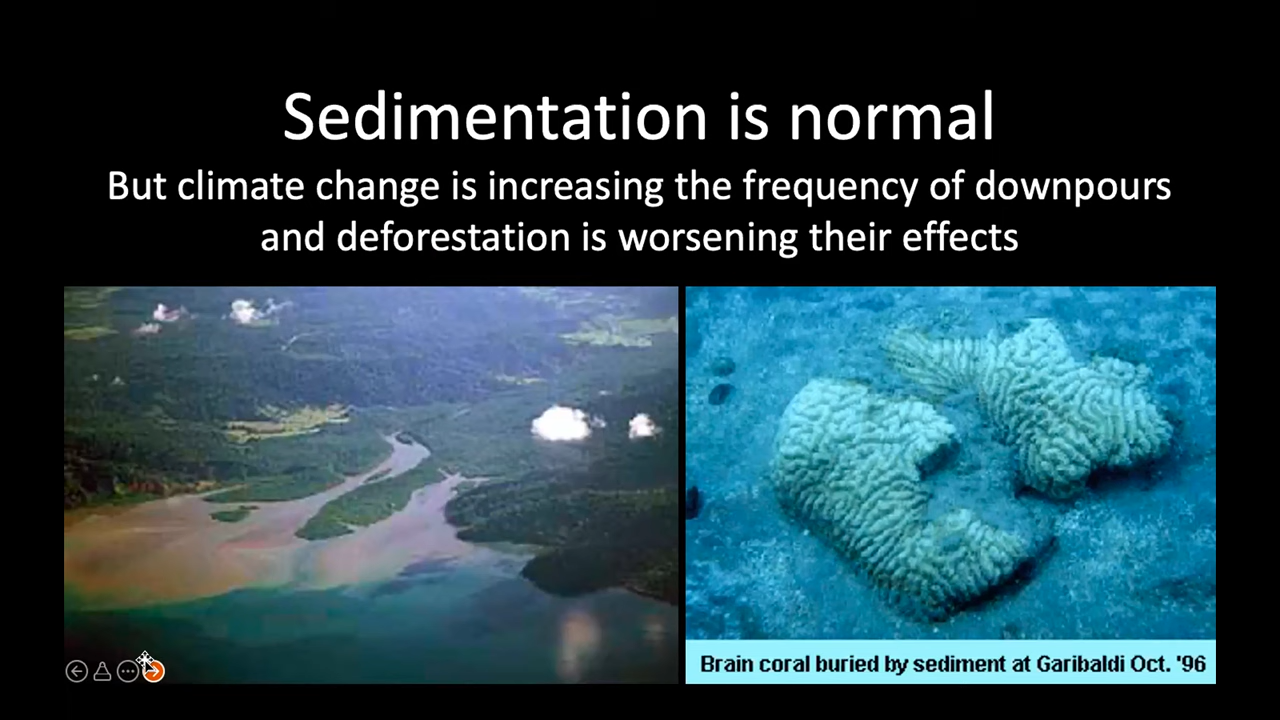 Sedimentation is normal
But climate change is increasing the frequency of downpours
and deforestation is worsening their effects
Brain coral buried by sediment at Garibaldi Oct. '96